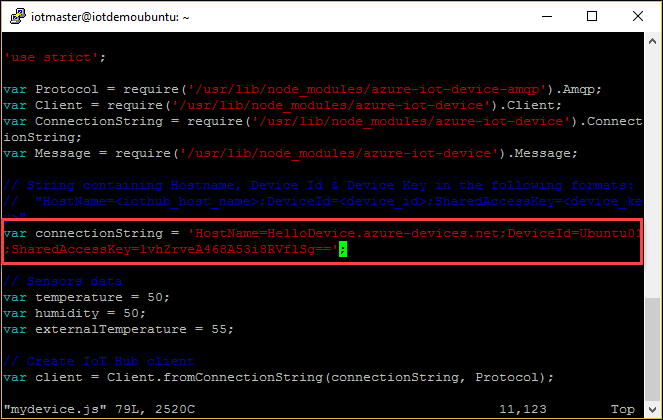 iotmaster@iotdemoubuntu: ~
'use strict';
var Protocol = require('/usr/lib/node_modules/azure-iot-device-amqp').Amqp;
var Client = require('/usr/lib/node_modules/azure-iot-device').Client;
var ConnectionString = require('/usr/lib/node_modules/azure-iot-device').Connect
ionString;
var Message = require('/usr/lib/node_modules/azure-iot-device').Message;
// String containing Hostname, Device Id & Device Key in the following formats:
// "HostName=<iothub_host_name>;DeviceId=<device_id>;SharedAccessKey=<device_ke
y>"
var connectionString = 'HostName=HelloDevice.azure-devices.net;DeviceId=Ubuntu01
;SharedAccessKey=1vhZrveA468A53i8RVflSg==';
// Sensors data
var temperature = 50;
var humidity = 50;
var externalTemperature = 55;
// Create IoT Hub client
var client = Client.fromConnectionString(connectionString, Protocol);
"mydevice.js" 79L, 2520C 11,123 Top